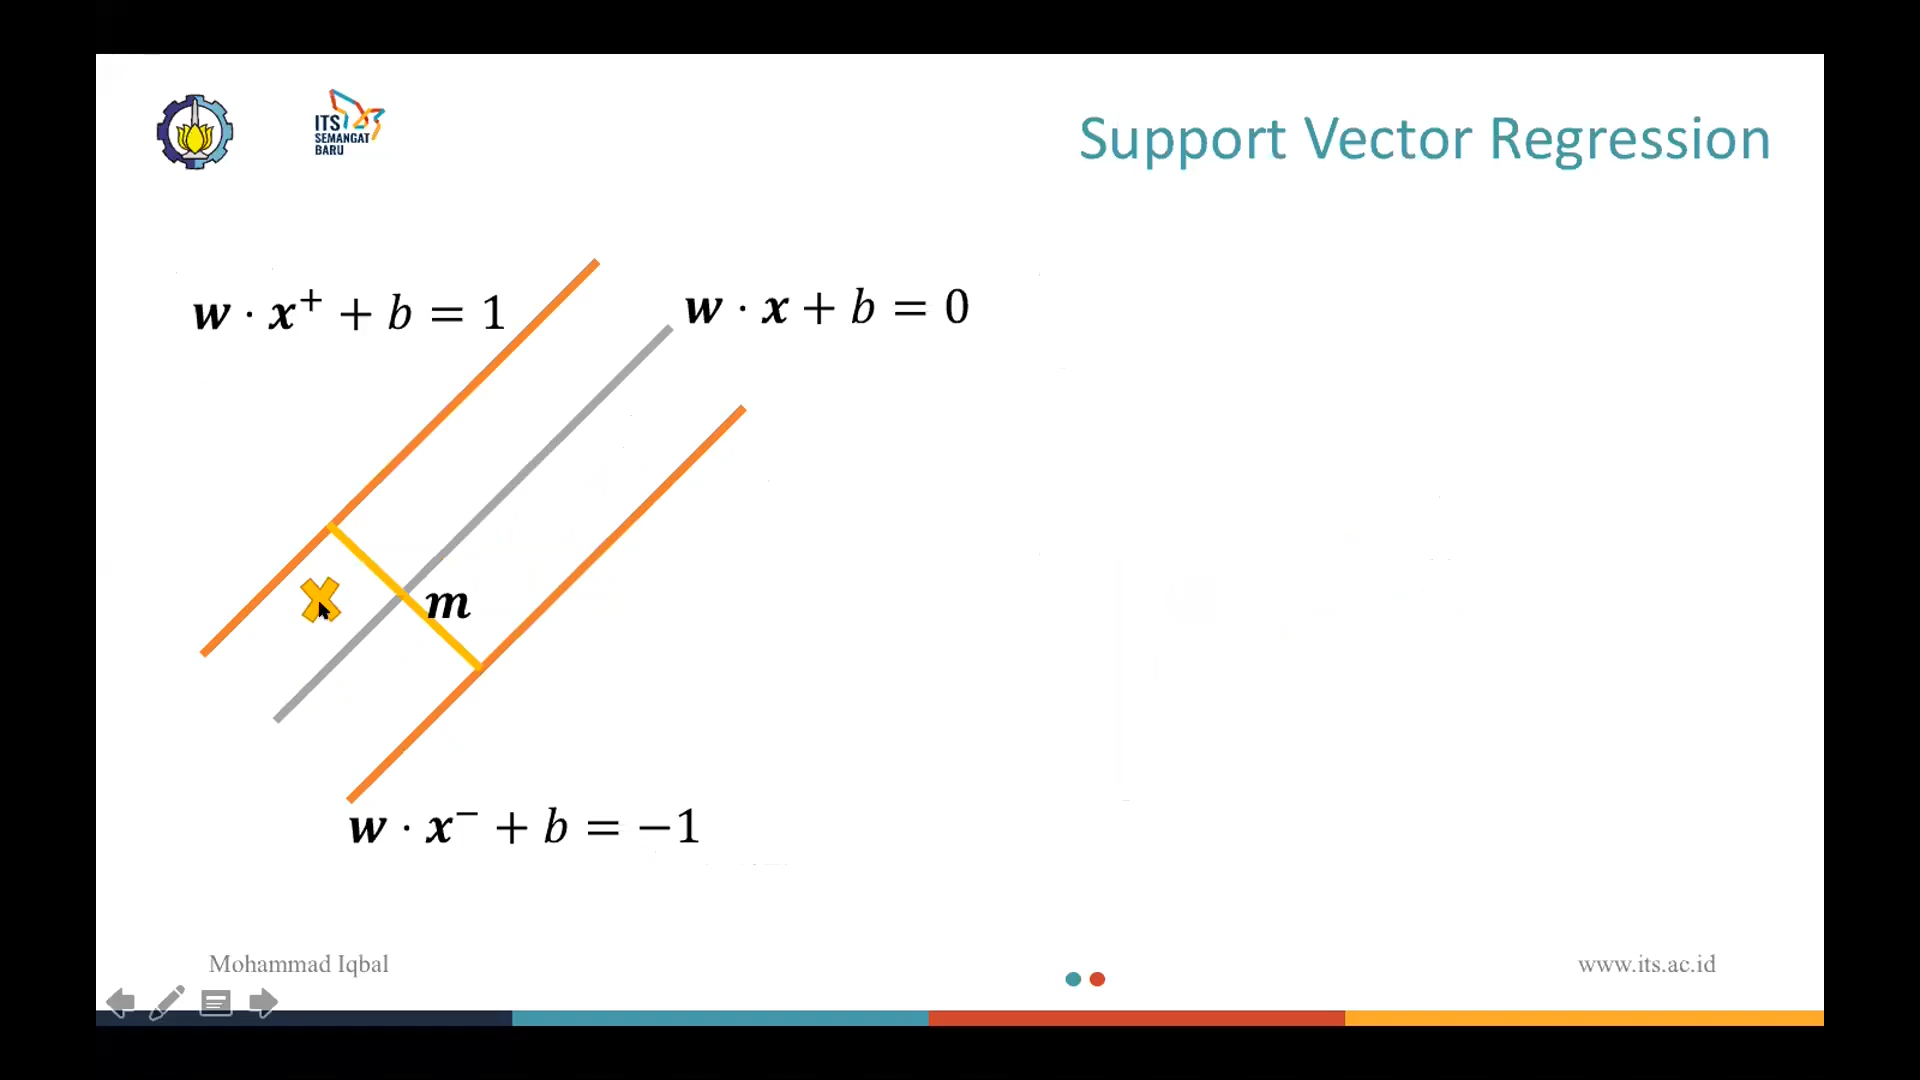 ITS
SEMANGAT
BARU
Support Vector Regression
w · x⁺ + b = 1
w · x + b = 0
m
w · x⁻ + b = −1
Mohammad Iqbal
www.its.ac.id